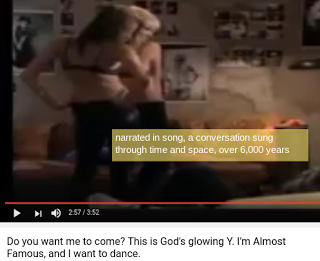 narrated in song, a conversation sung
through time and space, over 6,000 years
2:57 / 3:52
Do you want me to come? This is God's glowing Y. I'm Almost
Famous, and I want to dance.